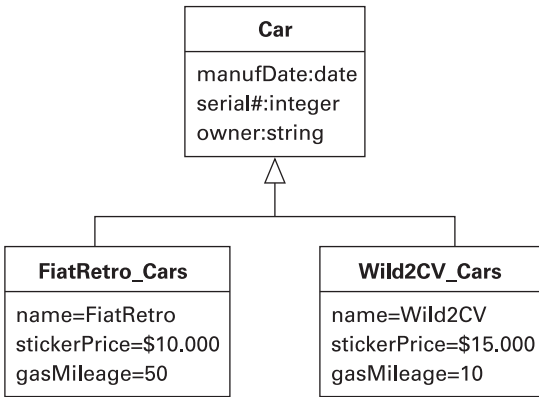 Car
manufDate:date
serial#:integer
owner:string
FiatRetro_Cars
name=FiatRetro
stickerPrice=$10.000
gasMileage=50
Wild2CV_Cars
name=Wild2CV
stickerPrice=$15.000
gasMileage=10